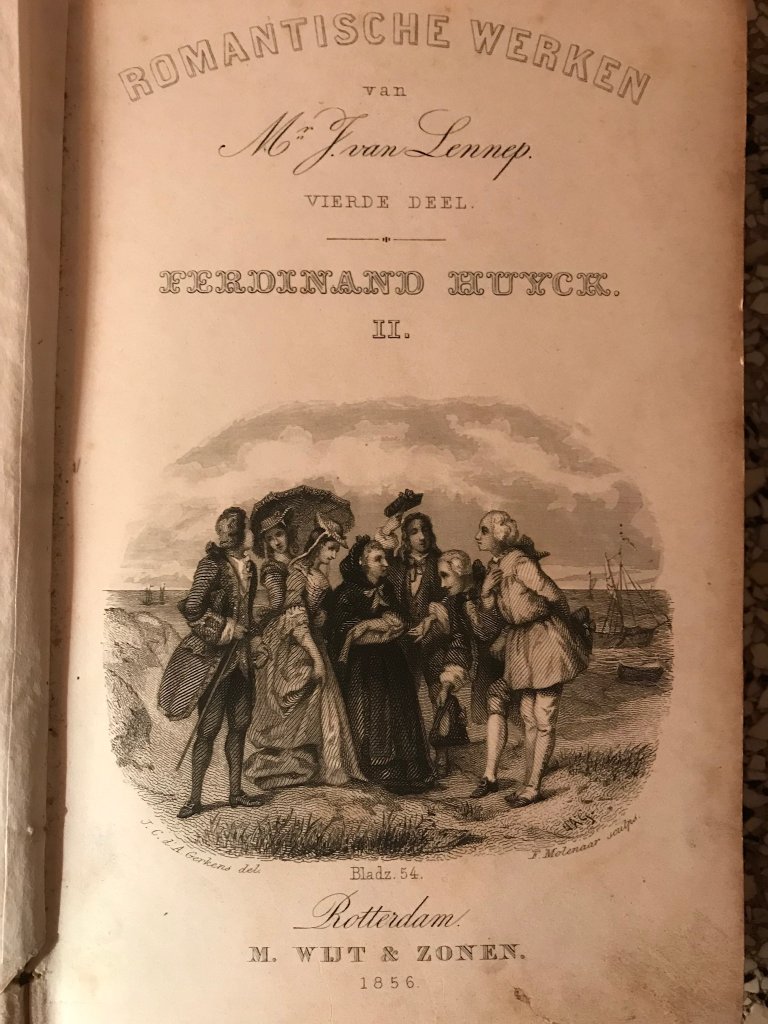 ROMANTISCHE WERKEN
van
Mr. J. van Lennep.
VIERDE DEEL.
FERDINAND HUYCK.
II.
J. C. d. A. Gerkens del.
F. Molenaar sculps.
Bladz. 54.
Rotterdam.
M. WIJT & ZONEN.
1856.